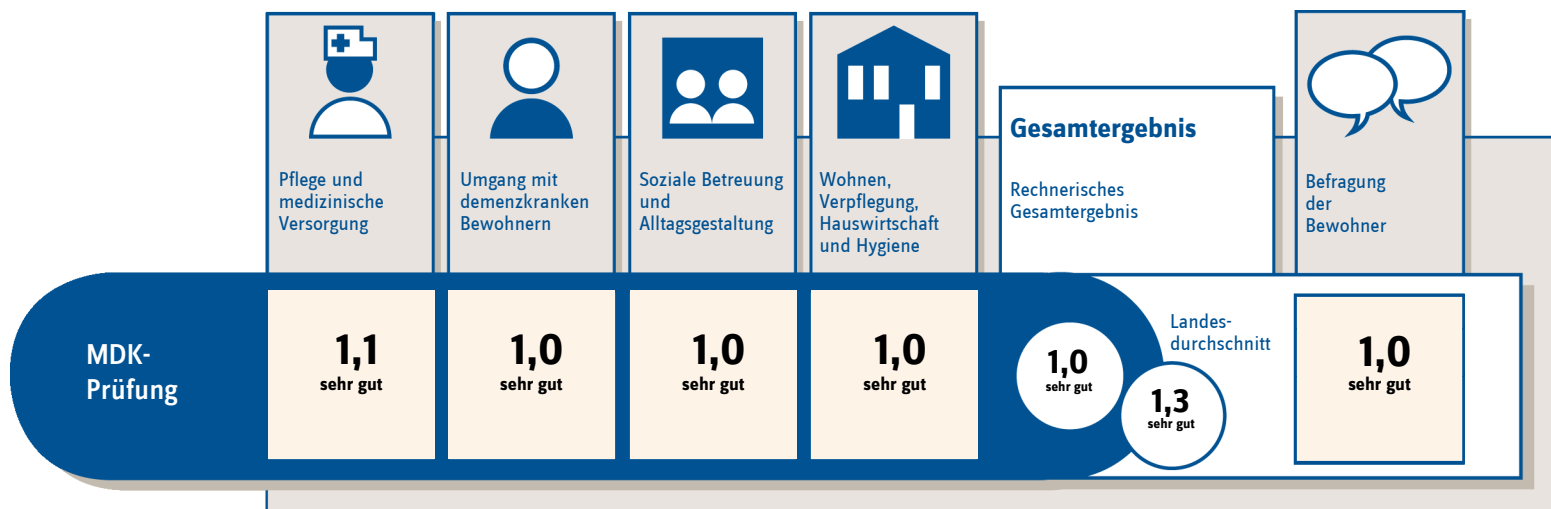 Pflege und
medizinische
Versorgung
Umgang mit
demenzkranken
Bewohnern
Soziale Betreuung
und
Alltagsgestaltung
Wohnen,
Verpflegung,
Hauswirtschaft
und Hygiene
Gesamtergebnis
Rechnerisches
Gesamtergebnis
Befragung
der
Bewohner
MDK-
Prüfung
1,1
sehr gut
1,0
sehr gut
1,0
sehr gut
1,0
sehr gut
1,0
sehr gut
Landes-
durchschnitt
1,3
sehr gut
1,0
sehr gut